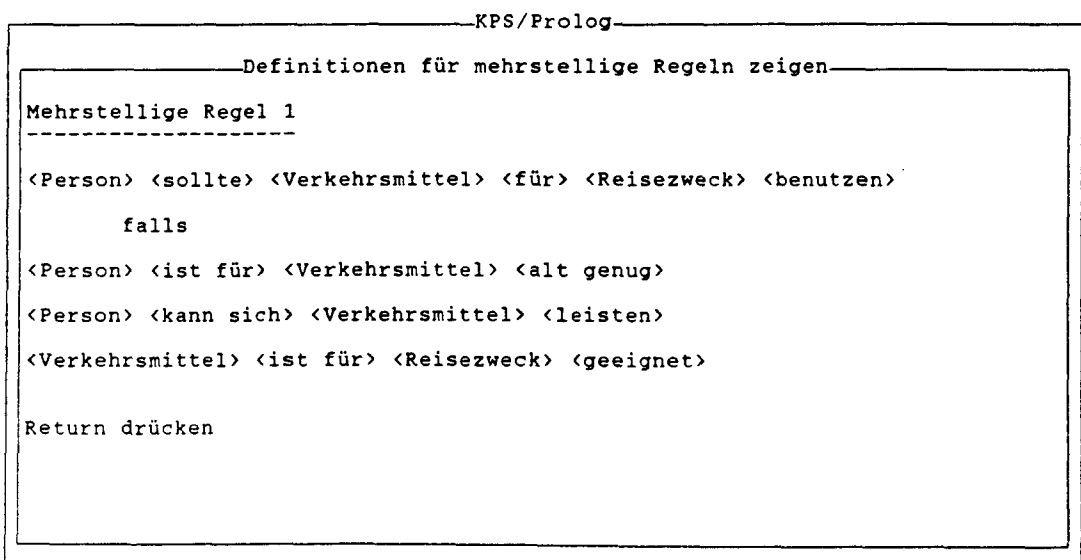 KPS/Prolog
Definitionen für mehrstellige Regeln zeigen
Mehrstellige Regel 1
--------------------
<Person> <sollte> <Verkehrsmittel> <für> <Reisezweck> <benutzen>
falls
<Person> <ist für> <Verkehrsmittel> <alt genug>
<Person> <kann sich> <Verkehrsmittel> <leisten>
<Verkehrsmittel> <ist für> <Reisezweck> <geeignet>
Return drücken